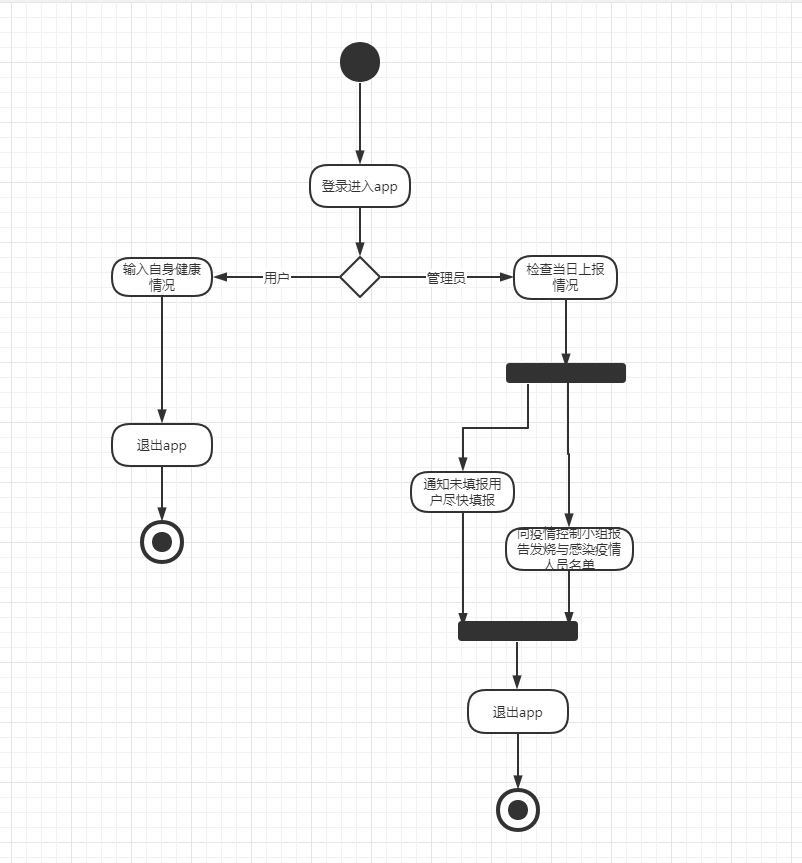 登录进入app
输入自身健康
情况
用户
管理员
检查当日上报
情况
退出app
通知未填报用
户尽快填报
向疫情控制小组报
告发烧与感染疫情
人员名单
退出app